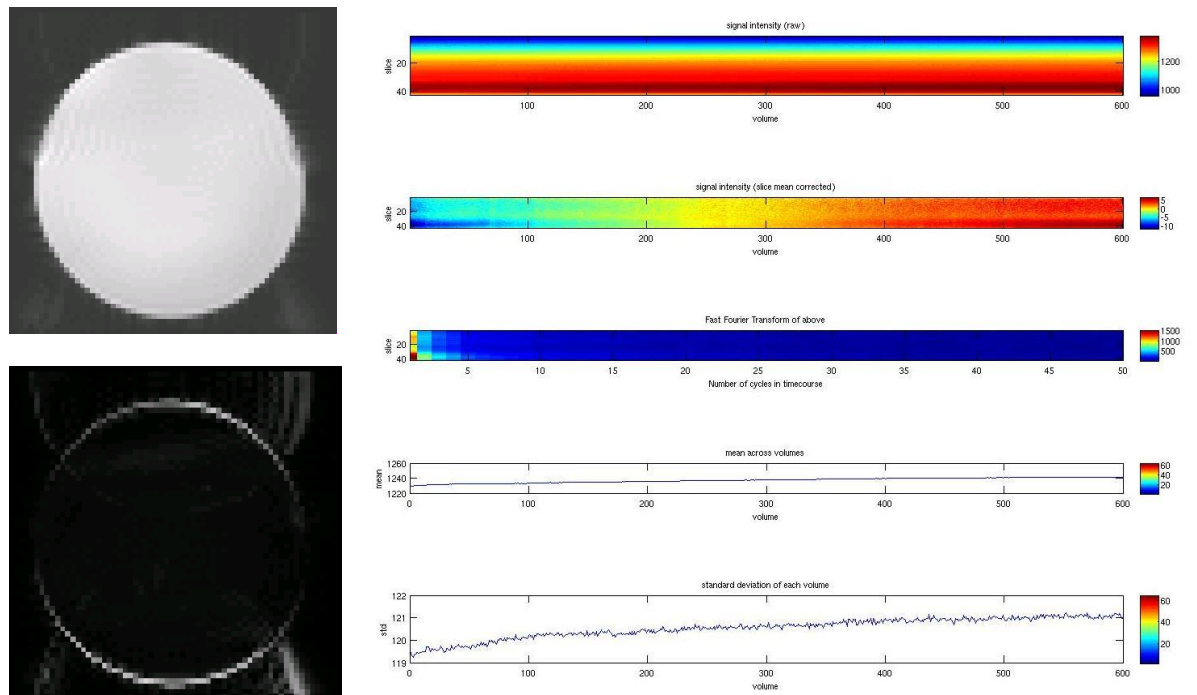 signal intensity (raw)
slice
20
40
100 200 300 400 500 600
volume
1200
1000
signal intensity (slice mean corrected)
slice
20
40
100 200 300 400 500 600
volume
5
0
-5
-10
Fast Fourier Transform of above
slice
20
40
5 10 15 20 25 30 35 40 45 50
Number of cycles in timecourse
1500
1000
500
mean across volumes
mean
1260
1240
1220
0 100 200 300 400 500 600
volume
60
40
20
standard deviation of each volume
std
122
121
120
119
0 100 200 300 400 500 600
volume
60
40
20